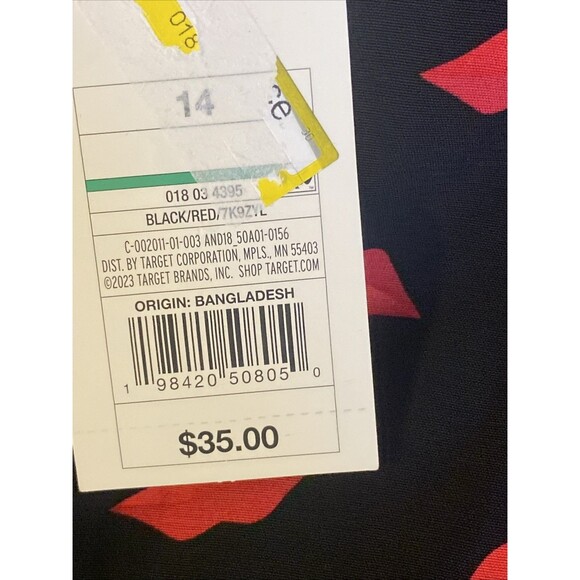 018
14
c.e
018 03 4395
BLACK/RED/7K9ZYL
C-002011-01-003 AND18_50A01-0156
DIST. BY TARGET CORPORATION, MPLS., MN 55403
©2023 TARGET BRANDS, INC. SHOP TARGET.COM
ORIGIN: BANGLADESH
1 98420 50805 0
$35.00